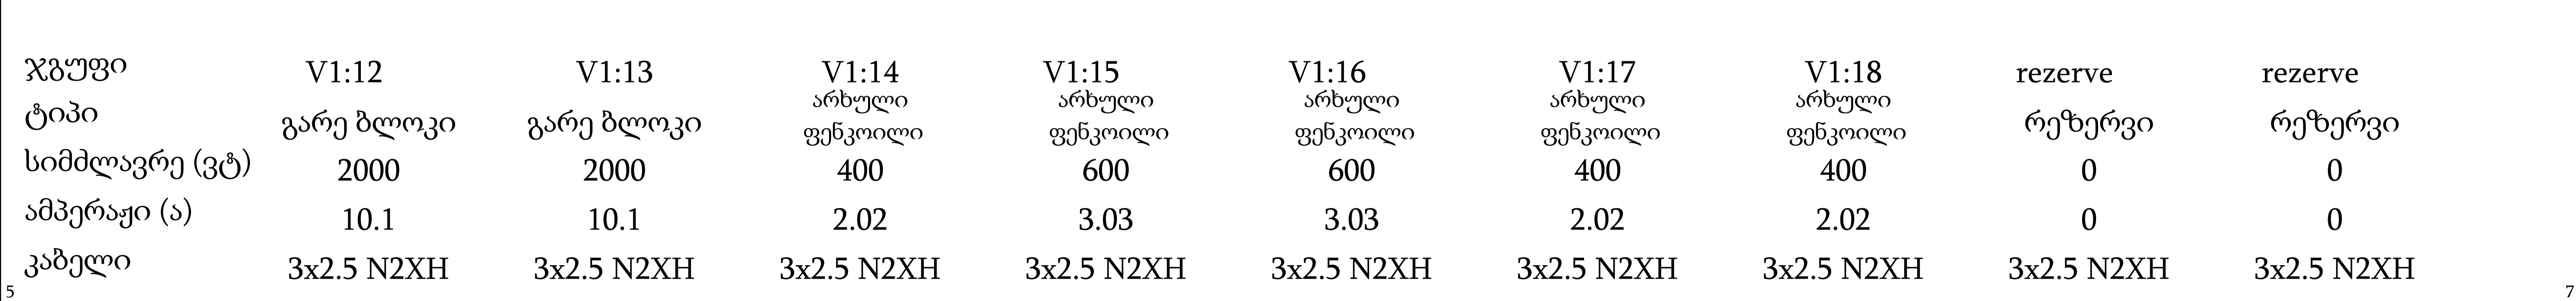 ჯგუფი V1:12 V1:13 V1:14 V1:15 V1:16 V1:17 V1:18 rezerve rezerve
ტიპი გარე ბლოკი გარე ბლოკი არხული ფენკოილი არხული ფენკოილი არხული ფენკოილი არხული ფენკოილი არხული ფენკოილი რეზერვი რეზერვი
სიმძლავრე (ვტ) 2000 2000 400 600 600 400 400 0 0
ამპერაჟი (ა) 10.1 10.1 2.02 3.03 3.03 2.02 2.02 0 0
კაბელი 3x2.5 N2XH 3x2.5 N2XH 3x2.5 N2XH 3x2.5 N2XH 3x2.5 N2XH 3x2.5 N2XH 3x2.5 N2XH 3x2.5 N2XH 3x2.5 N2XH
5 7